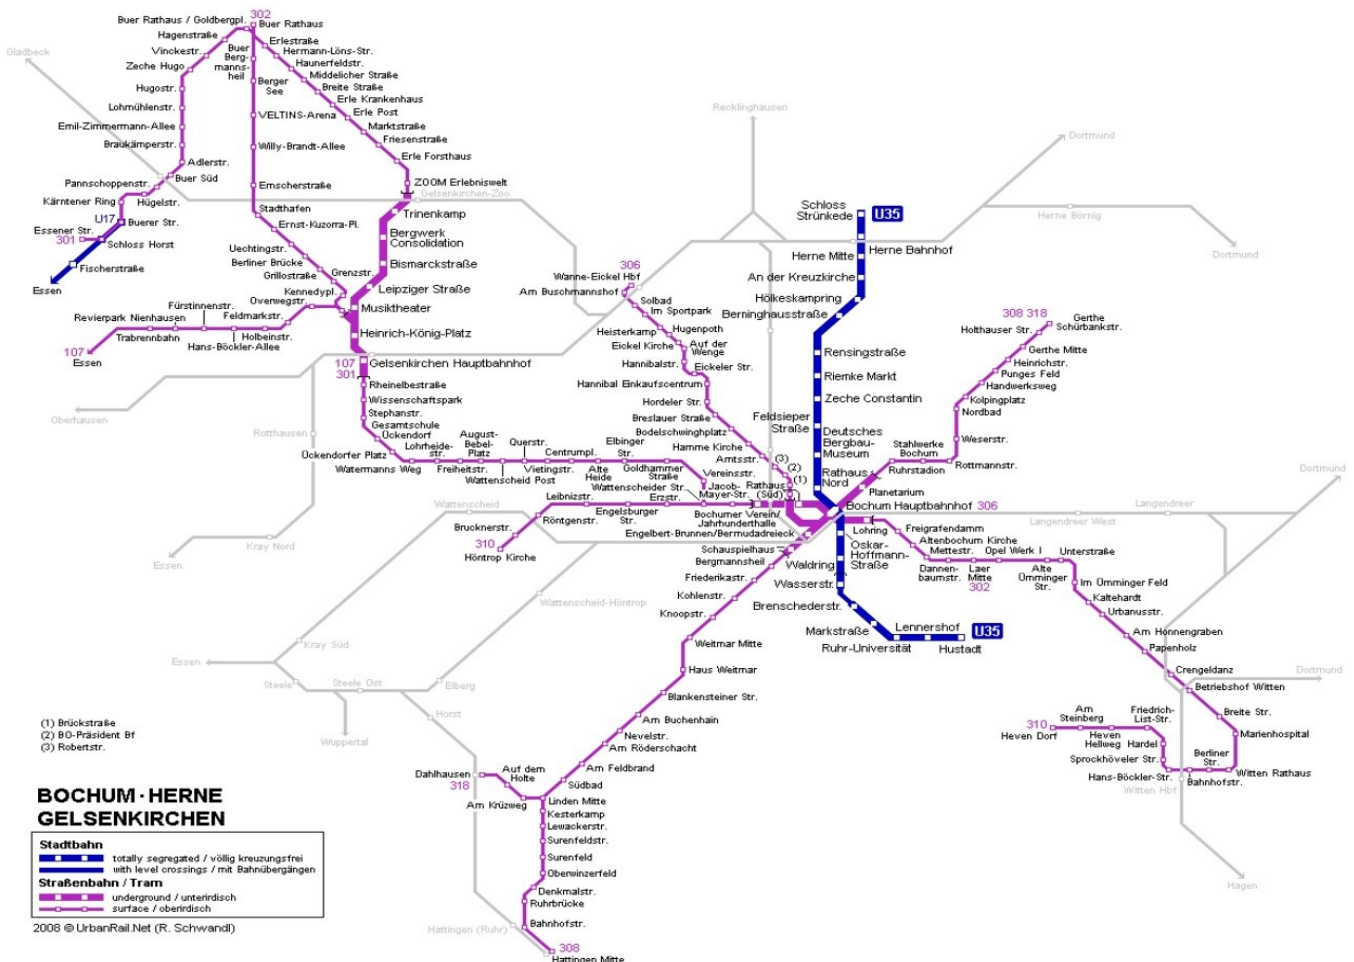 302
Buer Rathaus / Goldbergpl.
Buer Rathaus
Hagenstraße
Erlestraße
Vinckestr.
Buer
Berg-
manns-
heil
Hermann-Löns-Str.
Haunerfeldstr.
Zeche Hugo
Middelicher Straße
Hugostr.
Berger
See
Breite Straße
Erle Krankenhaus
Lohmühlenstr.
Erle Post
VELTINS-Arena
Emil-Zimmermann-Allee
Marktstraße
Friesenstraße
Braukämperstr.
Willy-Brandt-Allee
Erle Forsthaus
Adlerstr.
Buer Süd
Pannschoppenstr.
Emscherstraße
ZOOM Erlebniswelt
Gelsenkirchen-Zoo
Kärntener Ring
Hügelstr.
Stadthafen
Trinenkamp
U17
Buerer Str.
Essener Str.
301
Schloss Horst
Ernst-Kuzorra-Pl.
Bergwerk
Consolidation
Uechtingstr.
Fischerstraße
Berliner Brücke
Bismarckstraße
Grillostraße
Grenzstr.
Essen
Kennedypl.
Leipziger Straße
Overwegstr.
Musiktheater
Fürstinnenstr.
Revierpark Nienhausen
Feldmarkstr.
Trabrennbahn
Holbeinstr.
Hans-Böckler-Allee
Heinrich-König-Platz
107
Essen
107
301
Gelsenkirchen Hauptbahnhof
Rheinelbestraße
Wissenschaftspark
Stephanstr.
Gesamtschule
Ückendorf
Ückendorfer Platz
Watermanns Weg
Lohrheide-
str.
Freiheitstr.
August-
Bebel-
Platz
Wattenscheid Post
Querstr.
Vietingstr.
Centrumpl.
Alte
Heide
Elbinger
Str.
Goldhammer
Straße
Vereinsstr.
Jacob-
Mayer-Str.
Wattenscheider Str.
Gladbeck
Recklinghausen
Dortmund
Herne Börnig
Dortmund
Oberhausen
Rotthausen
Kray Nord
Essen
Wattenscheid
306
Wanne-Eickel Hbf
Am Buschmannshof
Solbad
Im Sportpark
Heisterkamp
Hugenpoth
Eickel Kirche
Auf der
Wenge
Hannibalstr.
Eickeler Str.
Hannibal Einkaufscentrum
Hordeler Str.
Breslauer Straße
Bodelschwinghplatz
Hamme Kirche
Amtsstr.
(3)
(2)
(1)
Rathaus
(Süd)
Schloss
Strünkede
U35
Herne Bahnhof
Herne Mitte
An der Kreuzkirche
Hölkeskampring
Berninghausstraße
Rensingstraße
Riemke Markt
Zeche Constantin
Feldsieper
Straße
Deutsches
Bergbau-
Museum
Rathaus
Nord
Bochum Hauptbahnhof 306
308 318
Gerthe
Schürbankstr.
Holthauser Str.
Gerthe Mitte
Heinrichstr.
Punges Feld
Handwerksweg
Kolpingplatz
Nordbad
Weserstr.
Stahlwerke
Bochum
Rottmannstr.
Ruhrstadion
Planetarium
Dortmund
Langendreer
Langendreer West
Leibnizstr.
Erzstr.
Brucknerstr.
Röntgenstr.
Engelsburger
Str.
Bochumer Verein/
Jahrhunderthalle
310
Höntrop Kirche
Engelbert-Brunnen/Bermudadreieck
Schauspielhaus
Bergmannsheil
Friederikastr.
Kohlenstr.
Knoopstr.
Weitmar Mitte
Haus Weitmar
Blankensteiner Str.
Am Buchenhain
Nevelstr.
Am Röderschacht
Am Feldbrand
Südbad
Auf dem
Holte
Dahlhausen
318
Am Krüzweg
Linden Mitte
Kesterkamp
Lewackerstr.
Surenfeldstr.
Surenfeld
Oberwinzerfeld
Denkmalstr.
Ruhrbrücke
Bahnhofstr.
308
Hattingen Mitte
Hattingen (Ruhr)
Lohring
Oskar-
Hoffmann-
Straße
Waldring
Wasserstr.
Brenschederstr.
Markstraße
Lennershof
U35
Ruhr-Universität
Hustadt
Freigrafendamm
Altenbochum Kirche
Mettestr.
Opel Werk I
Unterstraße
Dannen-
baumstr.
Laer
Mitte
302
Alte
Ümminger
Str.
Im Ümminger Feld
Kaltehardt
Urbanusstr.
Am Honnengraben
Papenholz
Crengeldanz
Dortmund
Betriebshof Witten
Breite Str.
Marienhospital
Am
Steinberg
Friedrich-
List-Str.
310
Heven Dorf
Heven
Hellweg
Hardel
Sprockhöveler Str.
Berliner
Str.
Hans-Böckler-Str.
Bahnhofstr.
Witten Rathaus
Witten Hbf
Hagen
Wattenscheid-Höntrop
Kray Süd
Essen
Steele
Steele Ost
Eiberg
Horst
Wuppertal
(1) Brückstraße
(2) BO-Präsident Bf
(3) Robertstr.
BOCHUM · HERNE
GELSENKIRCHEN
Stadtbahn
totally segregated / völlig kreuzungsfrei
with level crossings / mit Bahnübergängen
Straßenbahn / Tram
underground / unterirdisch
surface / oberirdisch
2008 @ UrbanRail.Net (R. Schwandl)